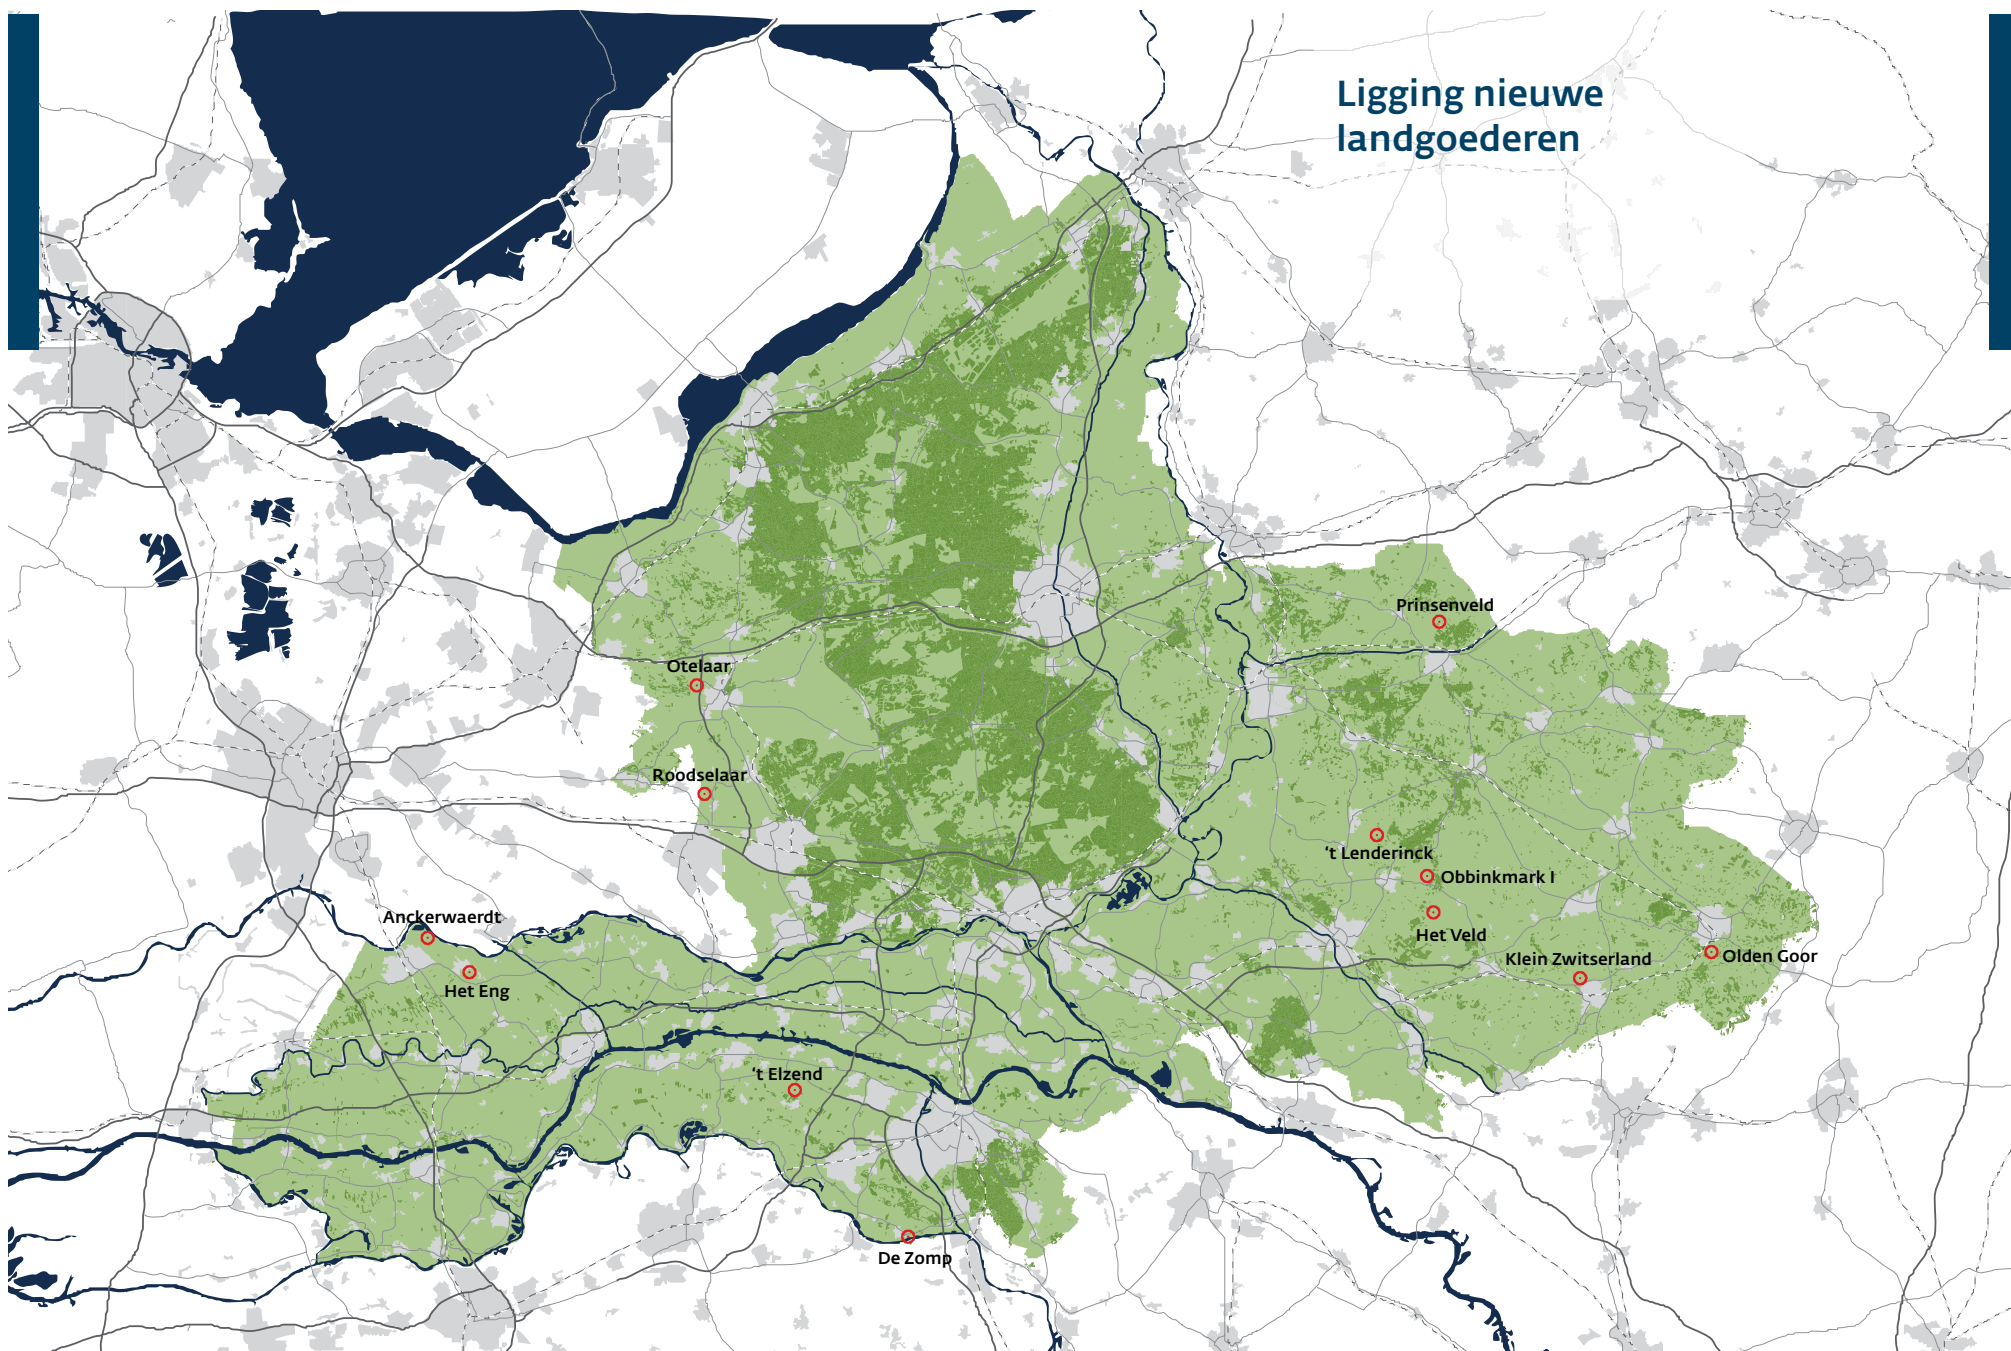 Ligging nieuwe
landgoederen
Prinsenveld
Otelaar
Roodselaar
‘t Lenderinck
Obbinkmark I
Anckerwaerdt
Het Veld
Klein Zwitserland
Olden Goor
Het Eng
‘t Elzend
De Zomp